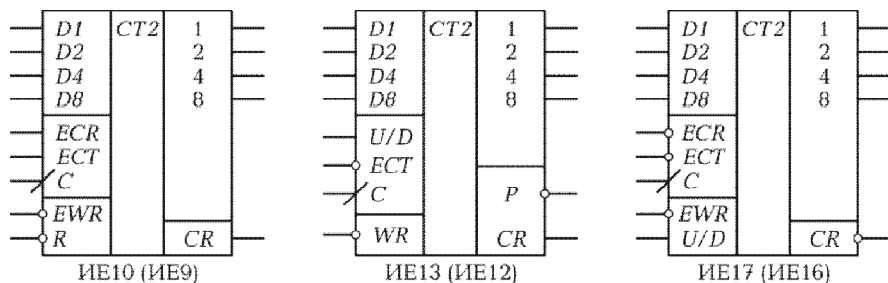 D1 CT2 1 D1 CT2 1 D1 CT2 1
D2 2 D2 2 D2 2
D4 4 D4 4 D4 4
D8 8 D8 8 D8 8
ECR U/D ECR
ECT ECT ECT
C C P C
EWR WR EWR
R CR CR U/D CR
ИЕ10 (ИЕ9) ИЕ13 (ИЕ12) ИЕ17 (ИЕ16)